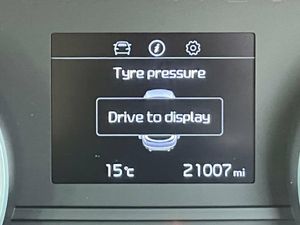 Tyre pressure
Drive to display
15°C 21007 mi